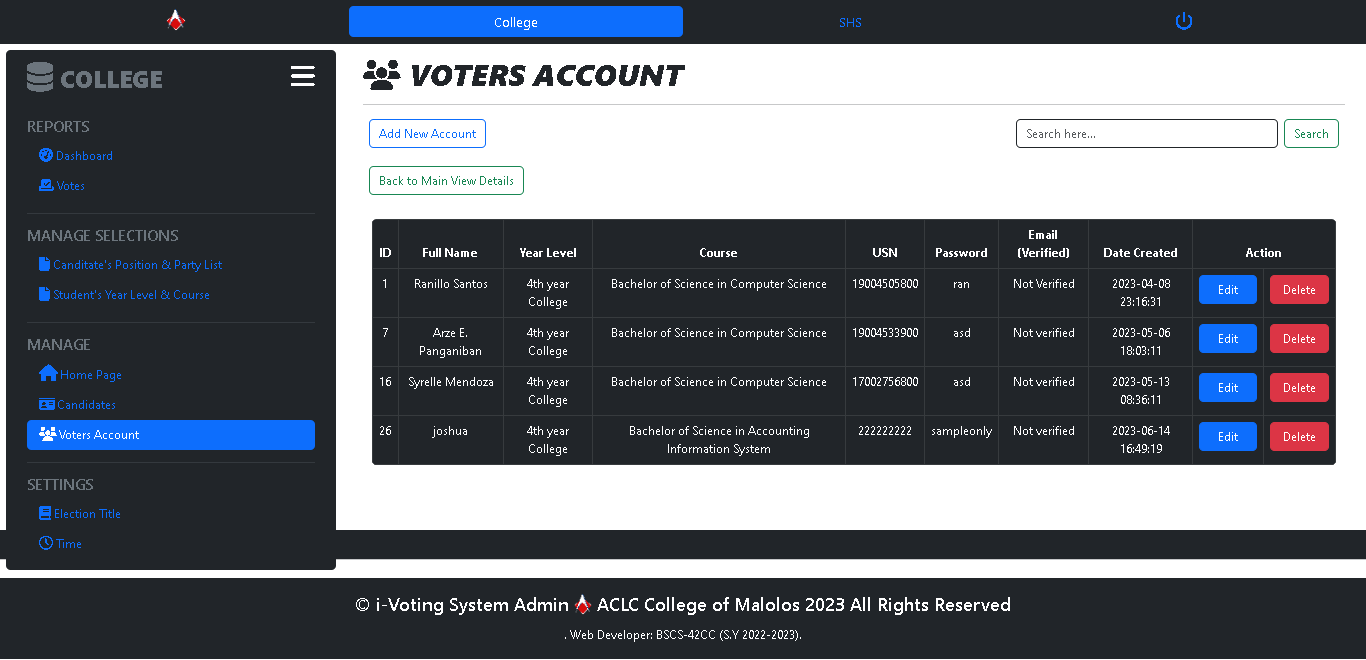 College SHS
COLLEGE
REPORTS
Dashboard
Votes
MANAGE SELECTIONS
Canditate's Position & Party List
Student's Year Level & Course
MANAGE
Home Page
Candidates
Voters Account
SETTINGS
Election Title
Time
VOTERS ACCOUNT
Add New Account Search here... Search
Back to Main View Details
ID Full Name Year Level Course USN Password Email (Verified) Date Created Action
1 Ranillo Santos 4th year College Bachelor of Science in Computer Science 19004505800 ran Not Verified 2023-04-08 23:16:31 Edit Delete
7 Arze E. Panganiban 4th year College Bachelor of Science in Computer Science 19004533900 asd Not verified 2023-05-06 18:03:11 Edit Delete
16 Syrelle Mendoza 4th year College Bachelor of Science in Computer Science 17002756800 asd Not verified 2023-05-13 08:36:11 Edit Delete
26 joshua 4th year College Bachelor of Science in Accounting Information System 222222222 sampleonly Not verified 2023-06-14 16:49:19 Edit Delete
© i-Voting System Admin ACLC College of Malolos 2023 All Rights Reserved
. Web Developer: BSCS-42CC (S.Y 2022-2023).